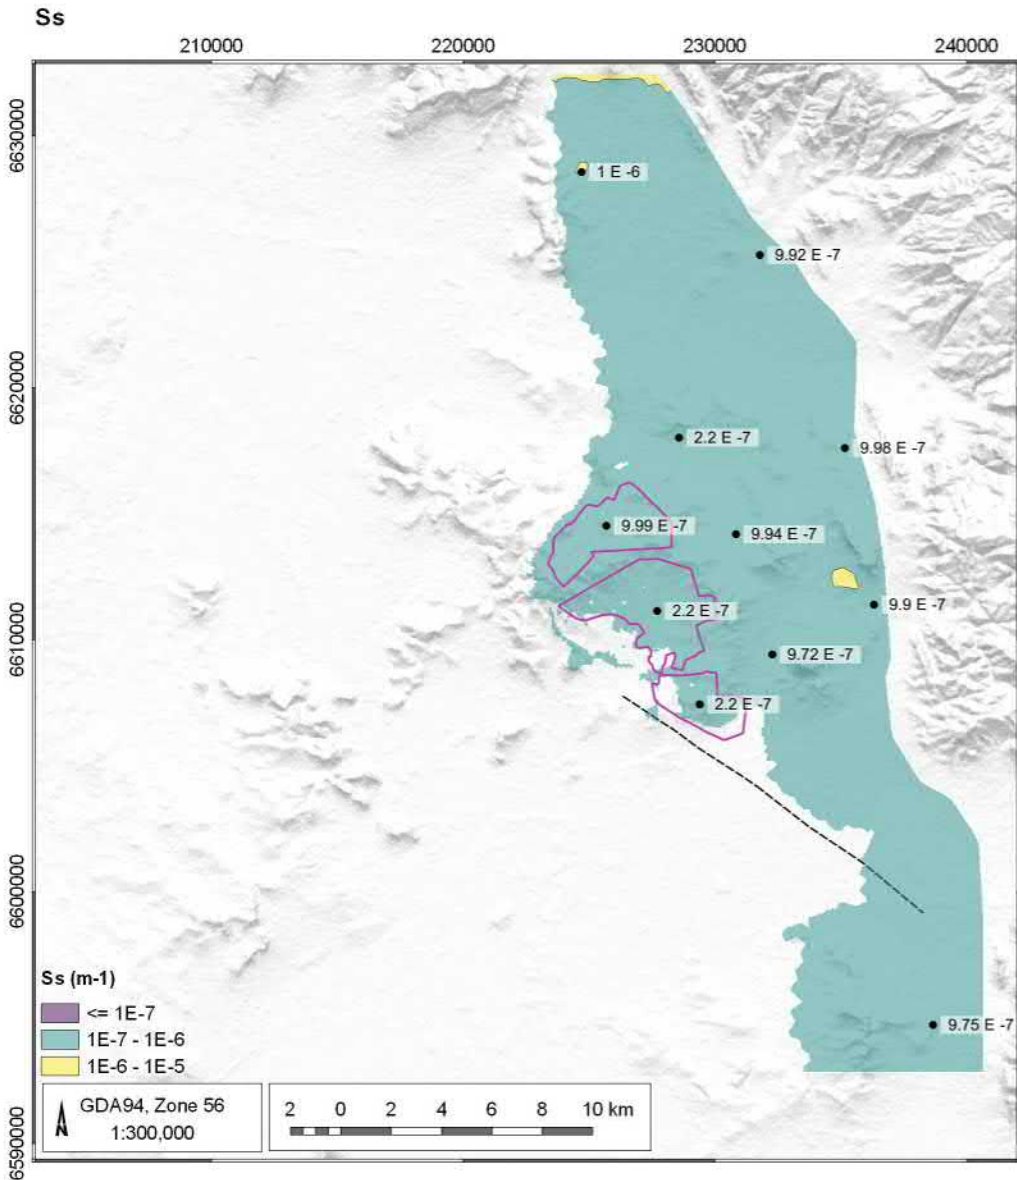 Ss
210000 220000 230000 240000
6630000
1 E -6
9.92 E -7
6620000
2.2 E -7
9.98 E -7
9.99 E -7
9.94 E -7
9.9 E -7
2.2 E -7
6610000
9.72 E -7
2.2 E -7
6600000
9.75 E -7
Ss (m-1)
<= 1E-7
1E-7 - 1E-6
1E-6 - 1E-5
GDA94, Zone 56
1:300,000
N
2 0 2 4 6 8 10 km
6590000